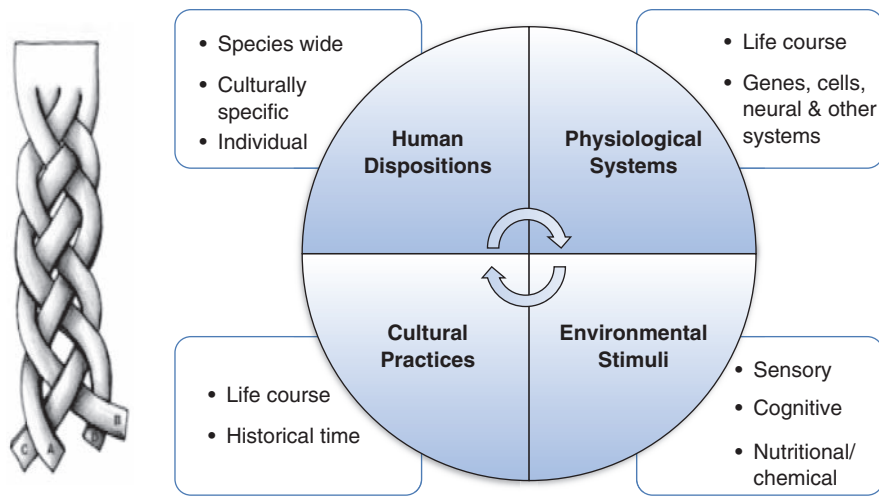 • Species wide
• Culturally
specific
• Individual
• Life course
• Genes, cells,
neural & other
systems
Human
Dispositions
Physiological
Systems
Cultural
Practices
Environmental
Stimuli
• Life course
• Historical time
• Sensory
• Cognitive
• Nutritional/
chemical
C A D B